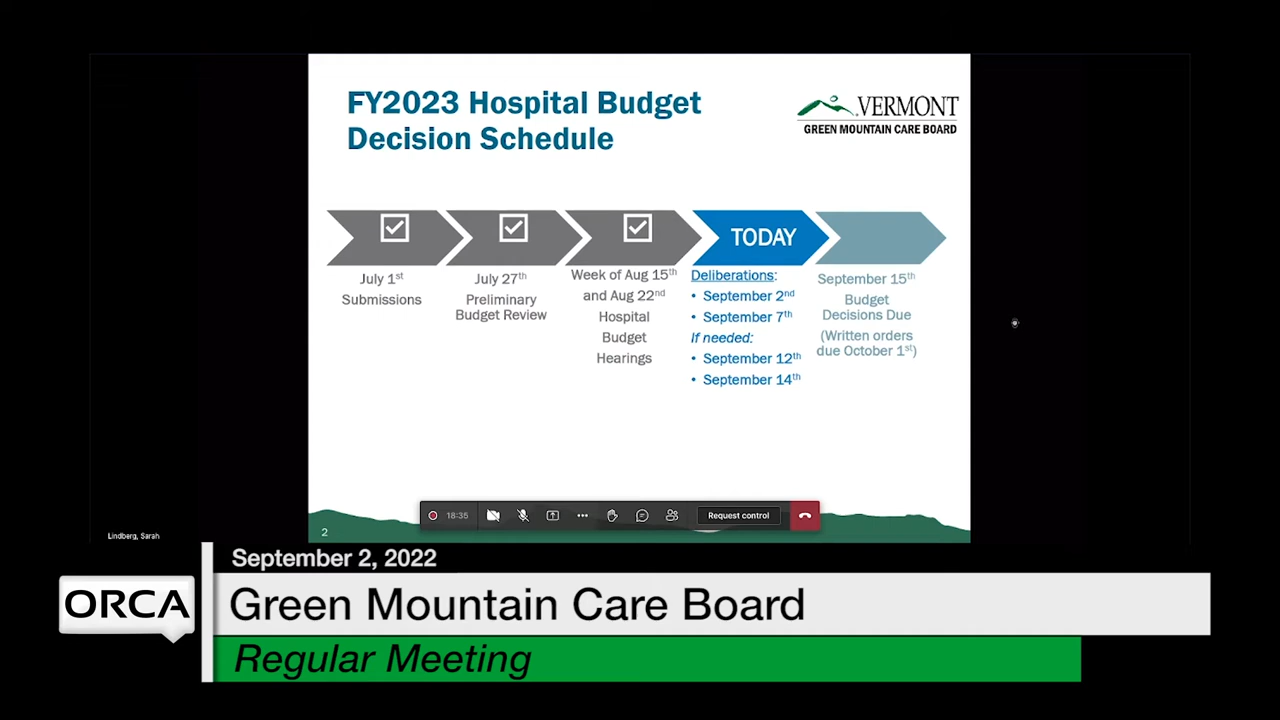 FY2023 Hospital Budget
Decision Schedule
VERMONT
GREEN MOUNTAIN CARE BOARD
TODAY
July 1st
Submissions
July 27th
Preliminary
Budget Review
Week of Aug 15th
and Aug 22nd
Hospital
Budget
Hearings
Deliberations:
• September 2nd
• September 7th
If needed:
• September 12th
• September 14th
September 15th
Budget
Decisions Due
(Written orders
due October 1st)
18:35
Request control
2
Lindberg, Sarah
September 2, 2022
ORCA
Green Mountain Care Board
Regular Meeting